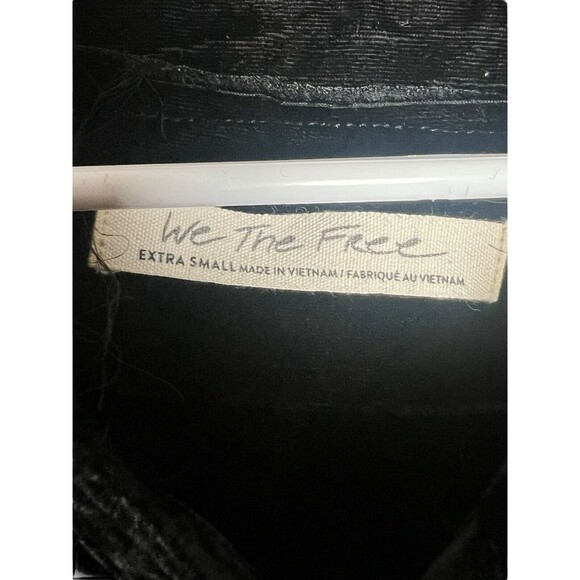 We The Free
EXTRA SMALL MADE IN VIETNAM / FABRIQUÉ AU VIETNAM